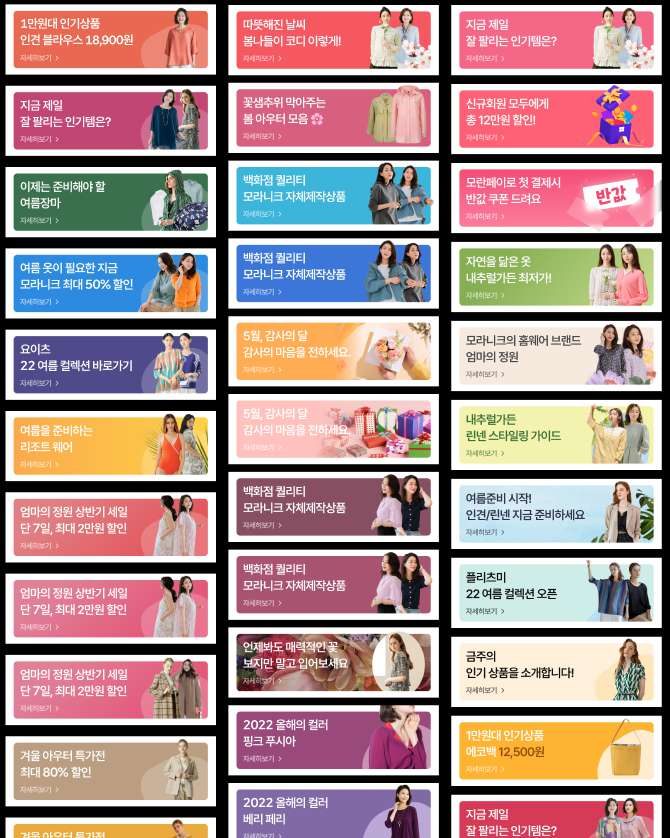 1만원대 인기상품
인견 블라우스 18,900원
자세히보기 >
지금 제일
잘 팔리는 인기템은?
자세히보기 >
이제는 준비해야 할
여름장마
자세히보기 >
여름 옷이 필요한 지금
모라니크 최대 50% 할인
자세히보기 >
요이츠
22 여름 컬렉션 바로가기
자세히보기 >
여름을 준비하는
리조트 웨어
자세히보기 >
엄마의 정원 상반기 세일
단 7일, 최대 2만원 할인
자세히보기 >
엄마의 정원 상반기 세일
단 7일, 최대 2만원 할인
자세히보기 >
엄마의 정원 상반기 세일
단 7일, 최대 2만원 할인
자세히보기 >
겨울 아우터 특가전
최대 80% 할인
자세히보기 >
겨울 아우터 특가전
따뜻해진 날씨
봄나들이 코디 이렇게!
자세히보기 >
꽃샘추위 막아주는
봄 아우터 모음 🌸
자세히보기 >
백화점 퀄리티
모라니크 자체제작상품
자세히보기 >
백화점 퀄리티
모라니크 자체제작상품
자세히보기 >
5월, 감사의 달
감사의 마음을 전하세요.
자세히보기 >
5월, 감사의 달
감사의 마음을 전하세요.
자세히보기 >
백화점 퀄리티
모라니크 자체제작상품
자세히보기 >
백화점 퀄리티
모라니크 자체제작상품
자세히보기 >
언제봐도 매력적인 꽃
보지만 말고 입어보세요
자세히보기 >
2022 올해의 컬러
핑크 푸시아
자세히보기 >
2022 올해의 컬러
베리 페리
자세히보기 >
지금 제일
잘 팔리는 인기템은?
자세히보기 >
신규회원 모두에게
총 12만원 할인!
자세히보기 >
모란페이로 첫 결제시
반값 쿠폰 드려요
자세히보기 >
반값
자연을 닮은 옷
내추럴가든 최저가!
자세히보기 >
모라니크의 홈웨어 브랜드
엄마의 정원
자세히보기 >
내추럴가든
린넨 스타일링 가이드
자세히보기 >
여름준비 시작!
인견/린넨 지금 준비하세요
자세히보기 >
플리츠미
22 여름 컬렉션 오픈
자세히보기 >
금주의
인기 상품을 소개합니다!
자세히보기 >
1만원대 인기상품
에코백 12,500원
자세히보기 >
지금 제일
잘 팔리는 인기템은?